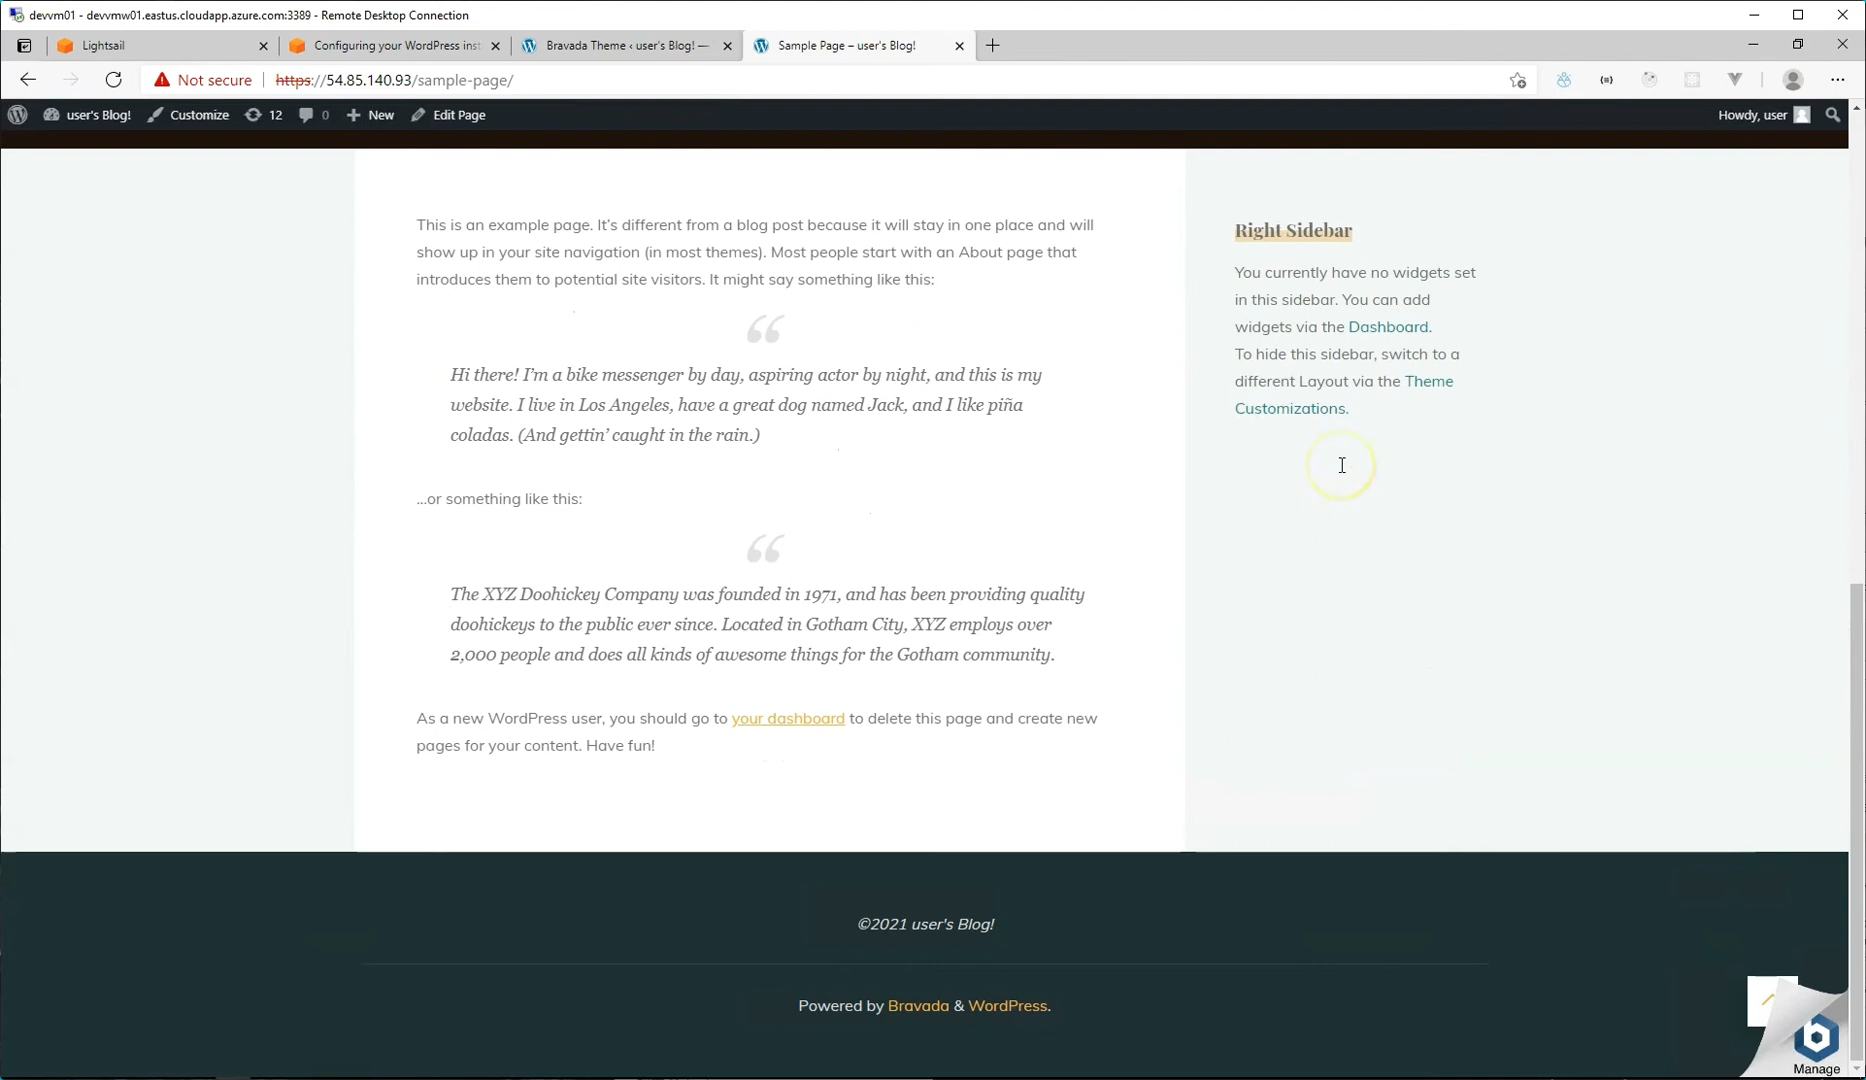 devvm01 - devvmw01.eastus.cloudapp.azure.com:3389 - Remote Desktop Connection
Lightsail
Configuring your WordPress inst
Bravada Theme ‹ user's Blog! —
Sample Page – user's Blog!
Not secure
https://54.85.140.93/sample-page/
user's Blog!
Customize
12
0
New
Edit Page
Howdy, user
This is an example page. It’s different from a blog post because it will stay in one place and will
show up in your site navigation (in most themes). Most people start with an About page that
introduces them to potential site visitors. It might say something like this:
“
Hi there! I’m a bike messenger by day, aspiring actor by night, and this is my
website. I live in Los Angeles, have a great dog named Jack, and I like piña
coladas. (And gettin’ caught in the rain.)
…or something like this:
“
The XYZ Doohickey Company was founded in 1971, and has been providing quality
doohickeys to the public ever since. Located in Gotham City, XYZ employs over
2,000 people and does all kinds of awesome things for the Gotham community.
As a new WordPress user, you should go to your dashboard to delete this page and create new
pages for your content. Have fun!
Right Sidebar
You currently have no widgets set
in this sidebar. You can add
widgets via the Dashboard.
To hide this sidebar, switch to a
different Layout via the Theme
Customizations.
©2021 user's Blog!
Powered by Bravada & WordPress.
b
Manage